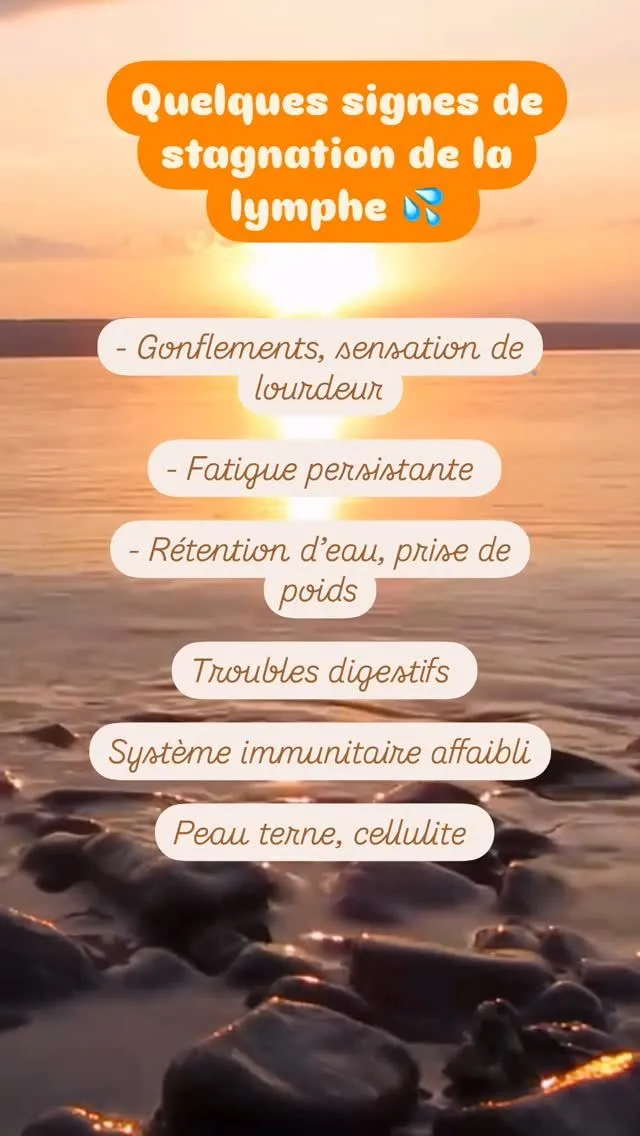 Quelques signes de
stagnation de la
lymphe 💦
- Gonflements, sensation de
lourdeur
- Fatigue persistante
- Rétention d'eau, prise de
poids
Troubles digestifs
Système immunitaire affaibli
Peau terne, cellulite